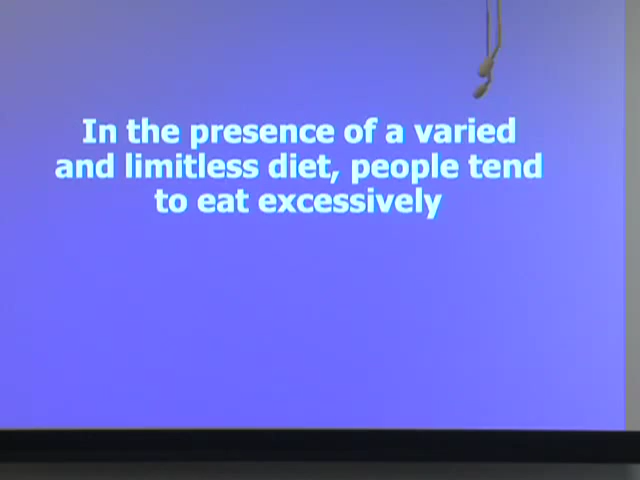 In the presence of a varied
and limitless diet, people tend
to eat excessively